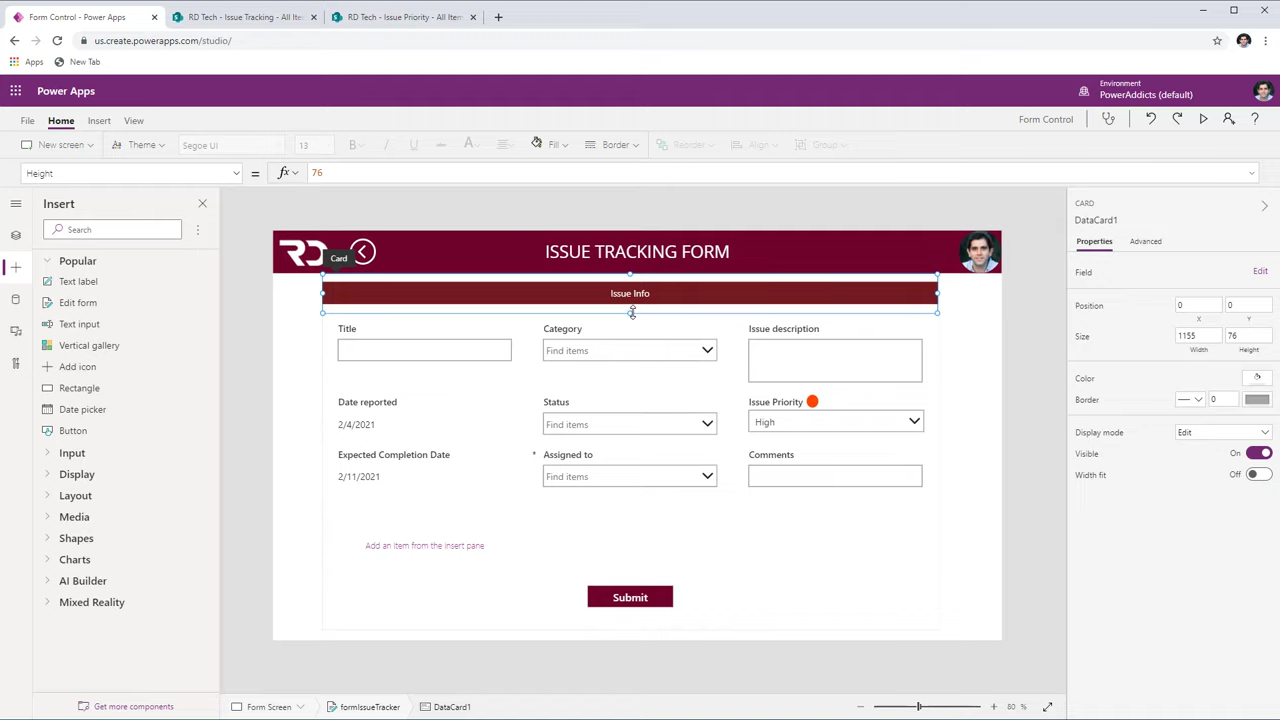 Form Control - Power Apps
RD Tech - Issue Tracking - All Ite
RD Tech - Issue Priority - All Item
us.create.powerapps.com/studio/
Apps
New Tab
Power Apps
Environment
PowerAddicts (default)
File
Home
Insert
View
Form Control
New screen
Theme
Segoe UI
13
B
I
U
A
Fill
Border
Reorder
Align
Group
Height
=
fx
76
Insert
Search
Popular
Text label
Edit form
Text input
Vertical gallery
Add icon
Rectangle
Date picker
Button
Input
Display
Layout
Media
Shapes
Charts
AI Builder
Mixed Reality
Get more components
RD
ISSUE TRACKING FORM
Card
Issue Info
Title
Category
Issue description
Find items
Date reported
Status
Issue Priority
2/4/2021
Find items
High
Expected Completion Date
* Assigned to
Comments
2/11/2021
Find items
Add an item from the insert pane
Submit
Form Screen
formIssueTracker
DataCard1
80 %
CARD
DataCard1
Properties
Advanced
Field
Edit
Position
0
0
X
Y
Size
1155
76
Width
Height
Color
Border
0
Display mode
Edit
Visible
On
Width fit
Off